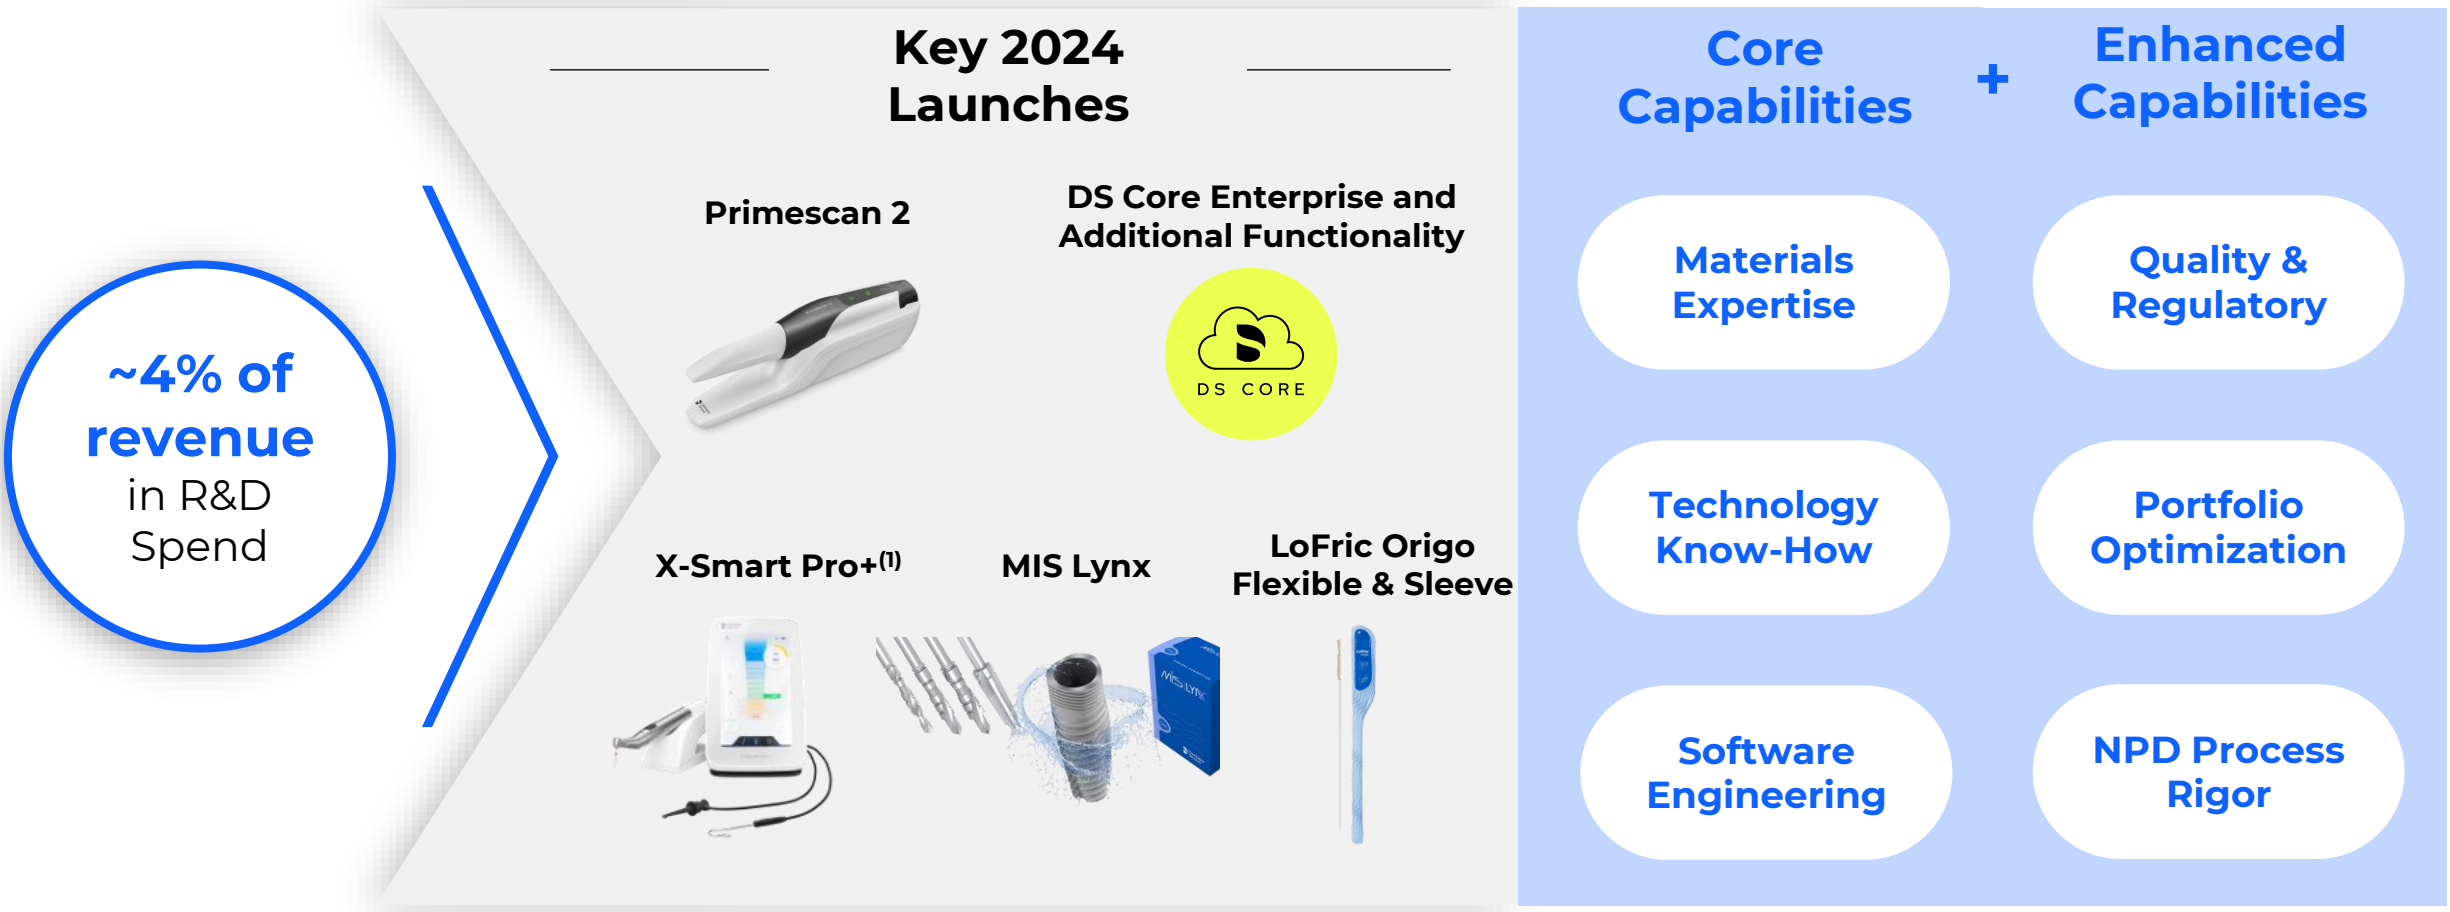 ~4% of
revenue
in R&D
Spend
Key 2024
Launches
Primescan 2
DS Core Enterprise and
Additional Functionality
DS CORE
X-Smart Pro+(1)
MIS Lynx
LoFric Origo
Flexible & Sleeve
MIS LYNX
Core
Capabilities
+
Enhanced
Capabilities
Materials
Expertise
Quality &
Regulatory
Technology
Know-How
Portfolio
Optimization
Software
Engineering
NPD Process
Rigor